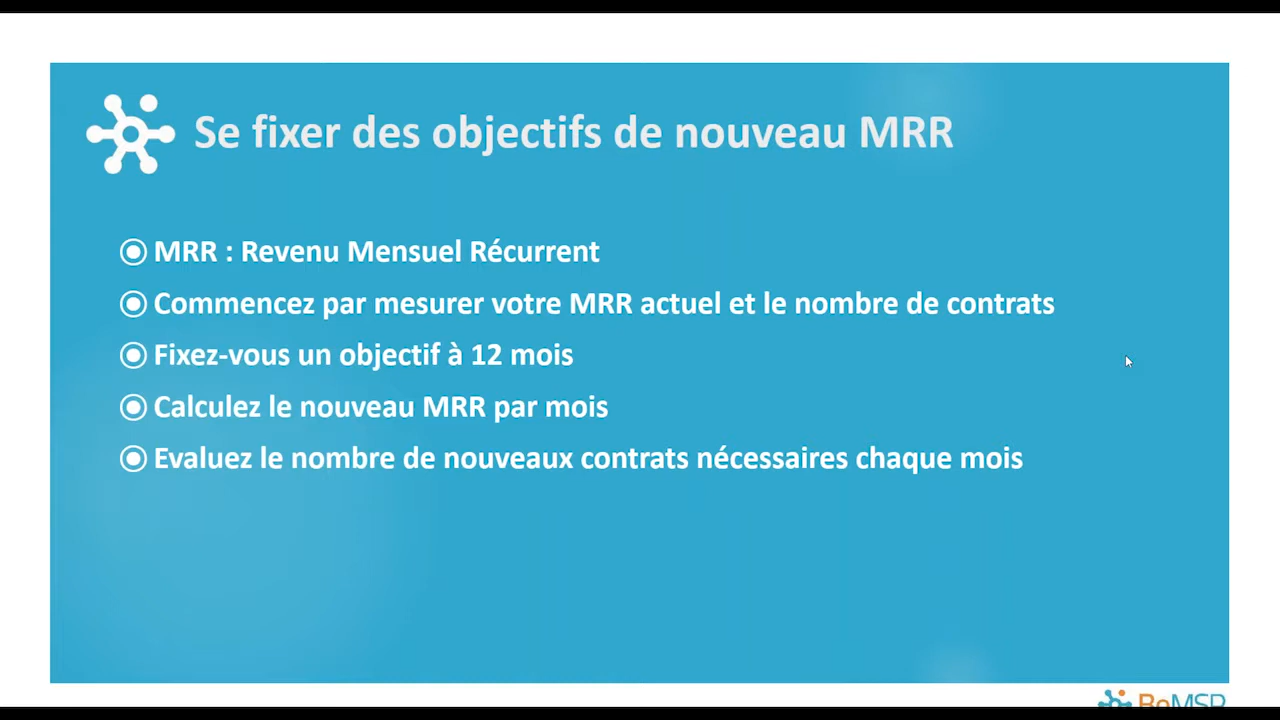 Se fixer des objectifs de nouveau MRR
MRR : Revenu Mensuel Récurrent
Commencez par mesurer votre MRR actuel et le nombre de contrats
Fixez-vous un objectif à 12 mois
Calculez le nouveau MRR par mois
Evaluez le nombre de nouveaux contrats nécessaires chaque mois
BeMSP